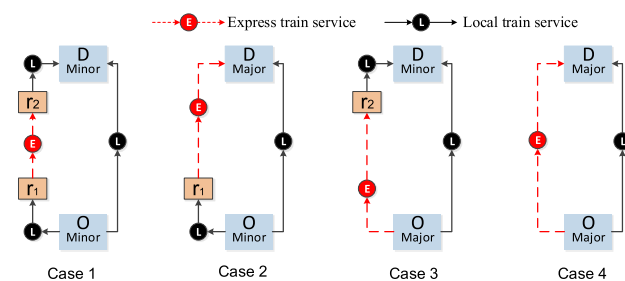 E Express train service L Local train service
L D Minor D Major L D Minor D Major
r2 E r2
E L L L E L
r1 r1 E
L O Minor L O Minor O Major O Major
Case 1 Case 2 Case 3 Case 4